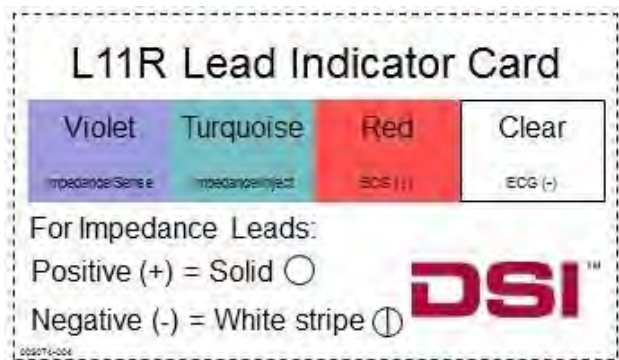 L11R Lead Indicator Card
Violet Turquoise Red Clear
Impedance/Sense Impedance/Inject ECG (+) ECG (-)
For Impedance Leads:
Positive (+) = Solid
Negative (-) = White stripe
DSI™